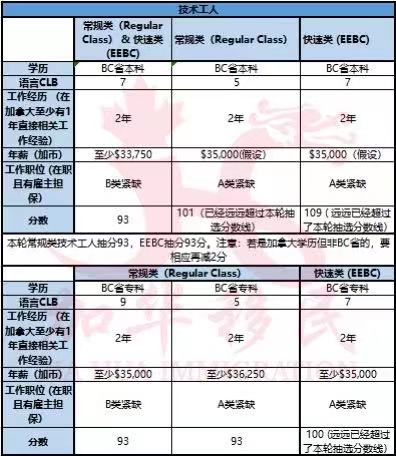 技术工人
常规类（Regular Class） & 快速类 (EEBC)
常规类（Regular Class）
快速类 (EEBC)
学历 BC省本科 BC省本科 BC省本科
语言CLB 7 5 7
工作经历 （在加拿大至少有1年直接相关工作经验） 2年 2年 2年
年薪（加币） 至少$33,750 $35,000(假设) $35,000（假设）
工作职位 (在职且有雇主担保) B类紧缺 A类紧缺 A类紧缺
分数 93 101（已经远远超过本轮抽选分数线） 109（远远已经超过了本轮抽选分数线）
本轮常规类技术工人抽分93，EEBC抽分93分。注意：若是加拿大学历但非BC省的，要相应再减2分
常规类（Regular Class） 快速类 (EEBC)
学历 BC省专科 BC省专科 BC省专科
语言CLB 9 5 7
工作经历 （在加拿大至少有1年直接相关工作经验） 2年 2年 2年
年薪（加币） 至少$35,000 至少$36,250 至少$35,000
工作职位 (在职且有雇主担保) B类紧缺 A类紧缺 A类紧缺
分数 93 93 100（远远已经超过了本轮抽选分数线）
和华移民